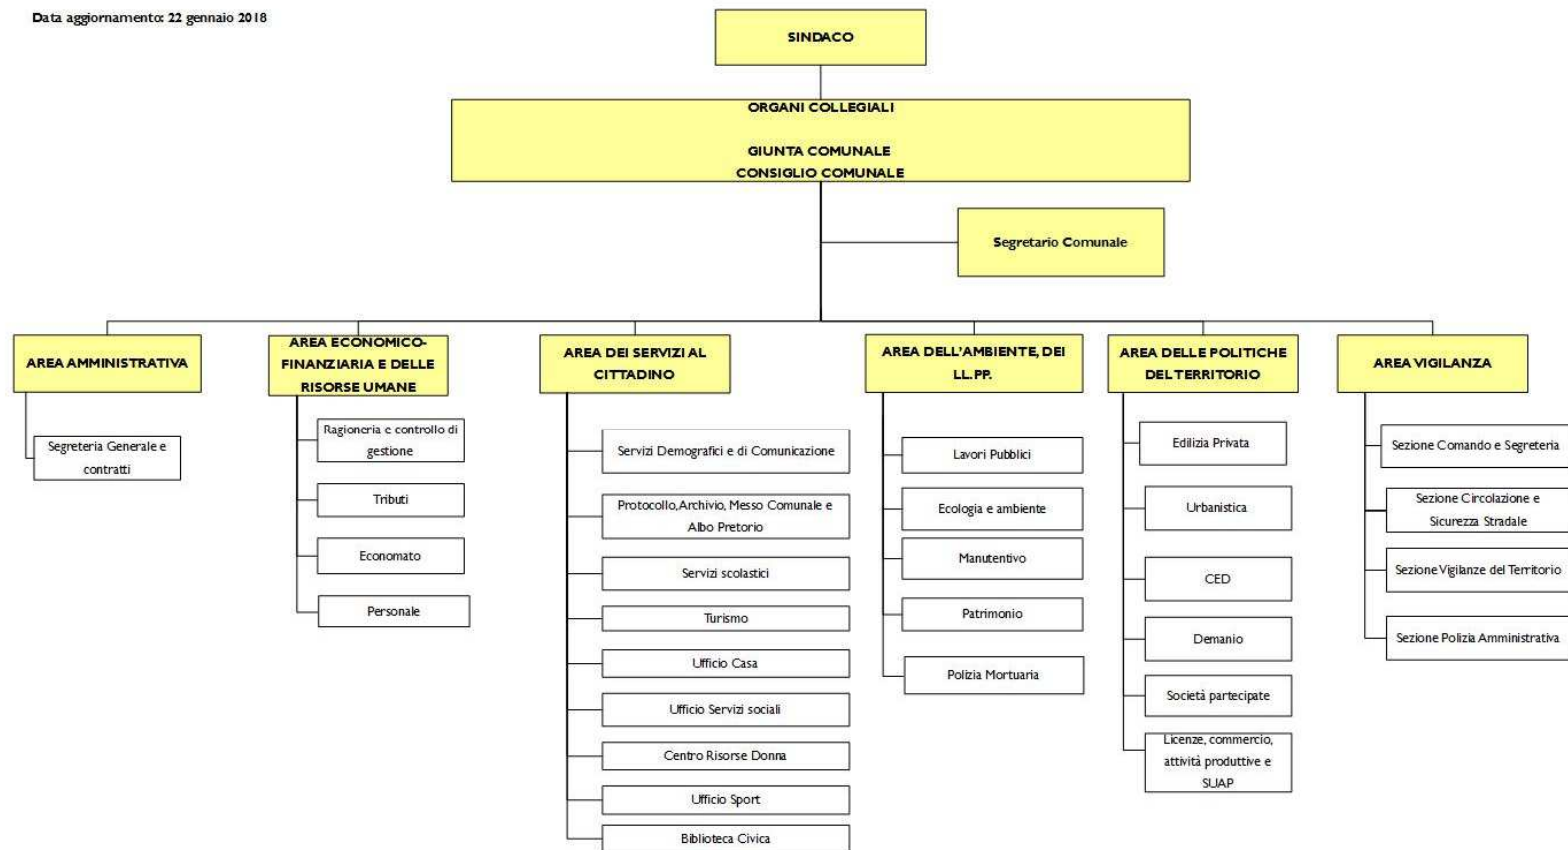 Data aggiornamento: 22 gennaio 2018
SINDACO
ORGANI COLLEGIALI
GIUNTA COMUNALE
CONSIGLIO COMUNALE
Segretario Comunale
AREA AMMINISTRATIVA
Segreteria Generale e
contratti
AREA ECONOMICO-
FINANZIARIA E DELLE
RISORSE UMANE
Ragioneria e controllo di
gestione
Tributi
Economato
Personale
AREA DEI SERVIZI AL
CITTADINO
Servizi Demografici e di Comunicazione
Protocollo, Archivio, Messo Comunale e
Albo Pretorio
Servizi scolastici
Turismo
Ufficio Casa
Ufficio Servizi sociali
Centro Risorse Donna
Ufficio Sport
Biblioteca Civica
AREA DELL'AMBIENTE, DEI
LL.PP.
Lavori Pubblici
Ecologia e ambiente
Manutentivo
Patrimonio
Polizia Mortuaria
AREA DELLE POLITICHE
DEL TERRITORIO
Edilizia Privata
Urbanistica
CED
Demanio
Società partecipate
Licenze, commercio,
attività produttive e
SUAP
AREA VIGILANZA
Sezione Comando e Segreteria
Sezione Circolazione e
Sicurezza Stradale
Sezione Vigilanze del Territorio
Sezione Polizia Amministrativa